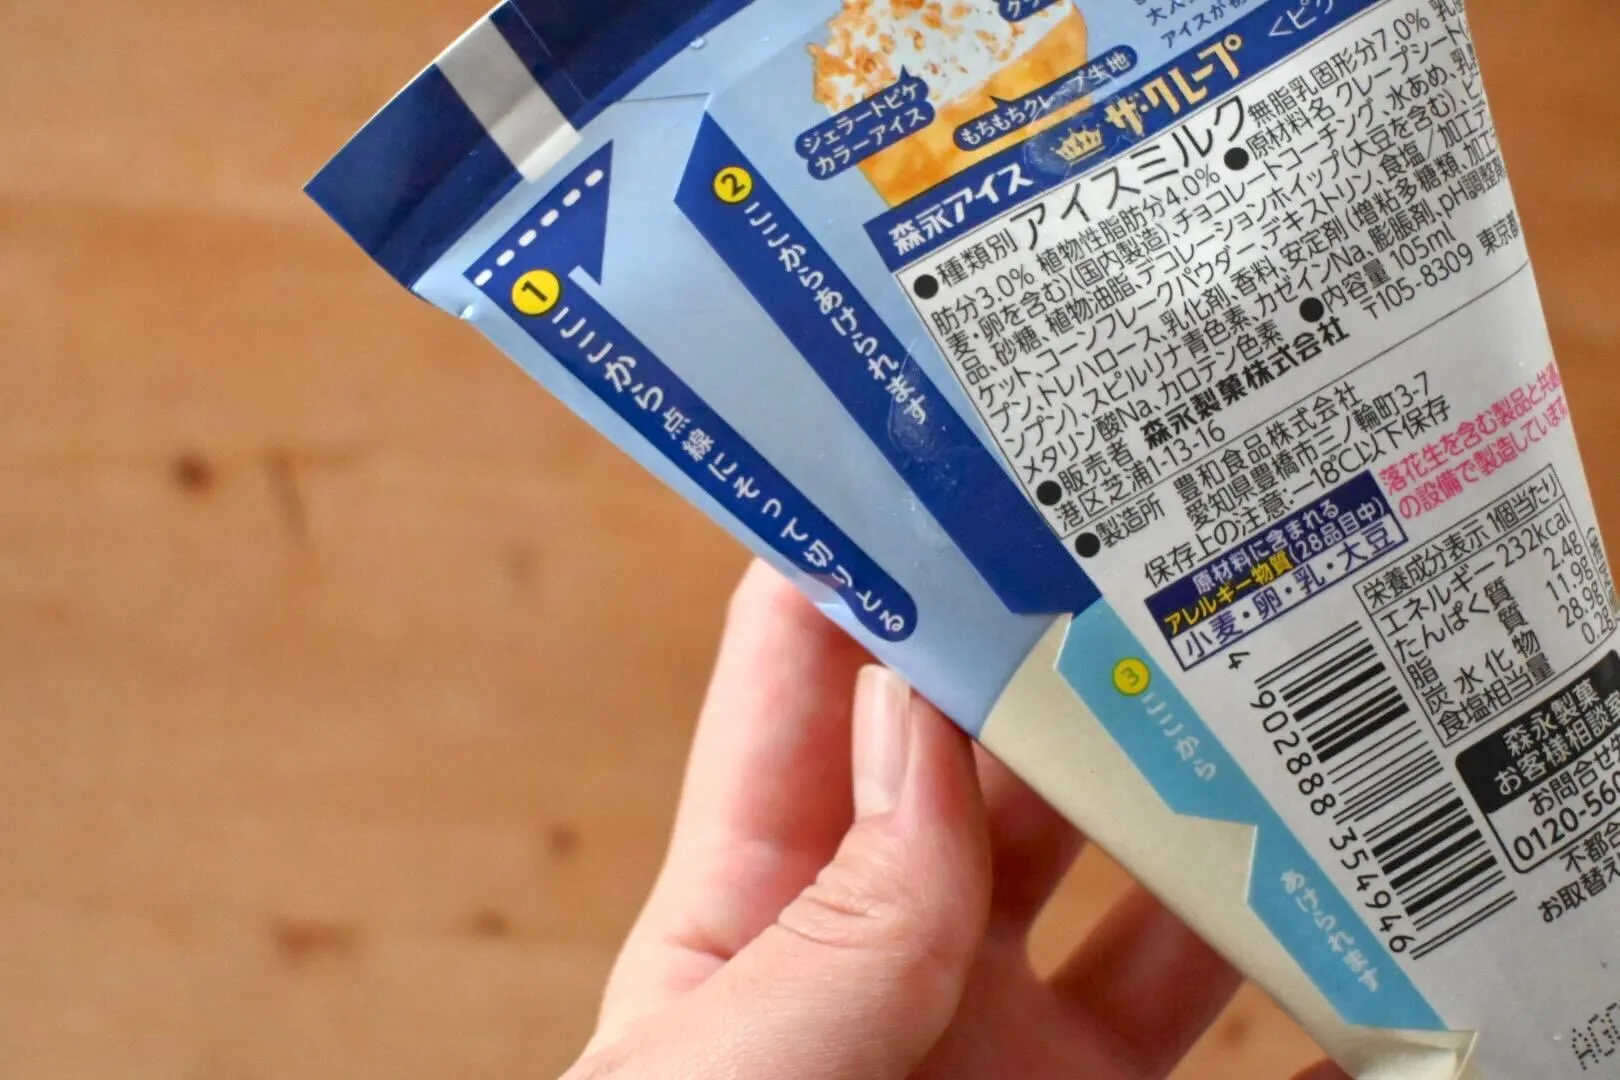 ジェラートピケ
カラーアイス
もちもちクレープ生地
アイスが
森永アイス ザ・クレープ
●種類別 アイスミルク 無脂乳固形分7.0% 乳脂
肪分3.0% 植物性脂肪分4.0% ●原材料名 クレープシート(
麦・卵を含む)(国内製造)、チョコレートコーチング、水あめ、乳製
品、砂糖、植物油脂、デコレーションホイップ(大豆を含む)、ビ
ケット、コーンフレークパウダー、デキストリン、食塩/加工デ
ンプン、トレハロース、乳化剤、香料、安定剤(増粘多糖類、加工デ
ンプン)、スピルリナ青色素、カゼインNa、膨脹剤、pH調整剤、
メタリン酸Na、カロテン色素 ●内容量 105ml
●販売者 森永製菓株式会社 〒105-8309 東京都
港区芝浦1-13-16
●製造所 豊和食品株式会社
愛知県豊橋市三ノ輪町3-7
保存上の注意:−18℃以下保存
原材料に含まれる
アレルギー物質(28品目中)
小麦・卵・乳・大豆
落花生を含む製品と共通
の設備で製造しています
栄養成分表示 1個当たり
エネルギー 232kcal
たんぱく質 2.4g
脂質 11.9g
炭水化物 28.9g
食塩相当量 0.2g
4 902888 354946
森永製菓
お客様相談室
お問合せ
0120-56
不都合
お取替え
1 ここから点線にそって切りとる
2 ここからあけられます
3 ここから あけられます